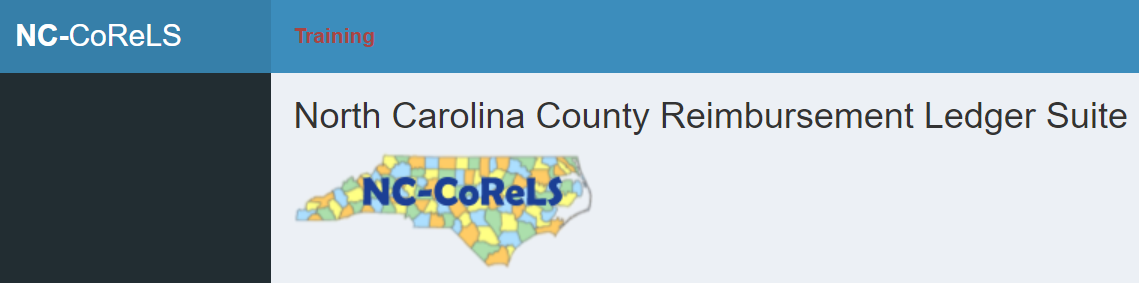 NC-CoReLS
Training
North Carolina County Reimbursement Ledger Suite
NC-CoReLS